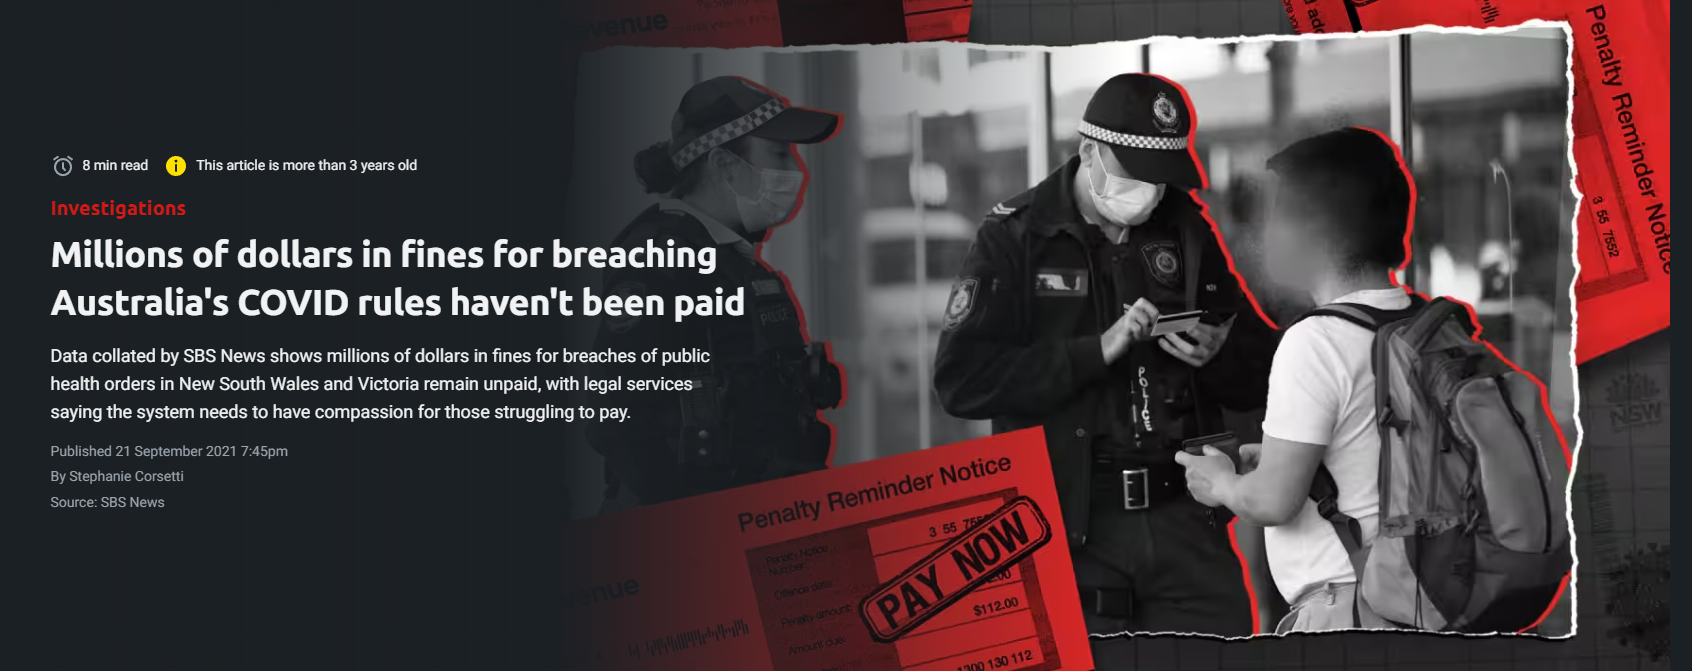 8 min read
This article is more than 3 years old
Investigations
Millions of dollars in fines for breaching
Australia's COVID rules haven't been paid
Data collated by SBS News shows millions of dollars in fines for breaches of public
health orders in New South Wales and Victoria remain unpaid, with legal services
saying the system needs to have compassion for those struggling to pay.
Published 21 September 2021 7:45pm
By Stephanie Corsetti
Source: SBS News
venue
Penalty Reminder Notice
3 55 7552
NSW
POLICE
POLICE
Penalty Reminder Notice
3 55 755
Penalty Notice
Number:
Offence date:
Penalty amount:
Amount due:
PAY NOW
$112.00
1300 130 112
venue